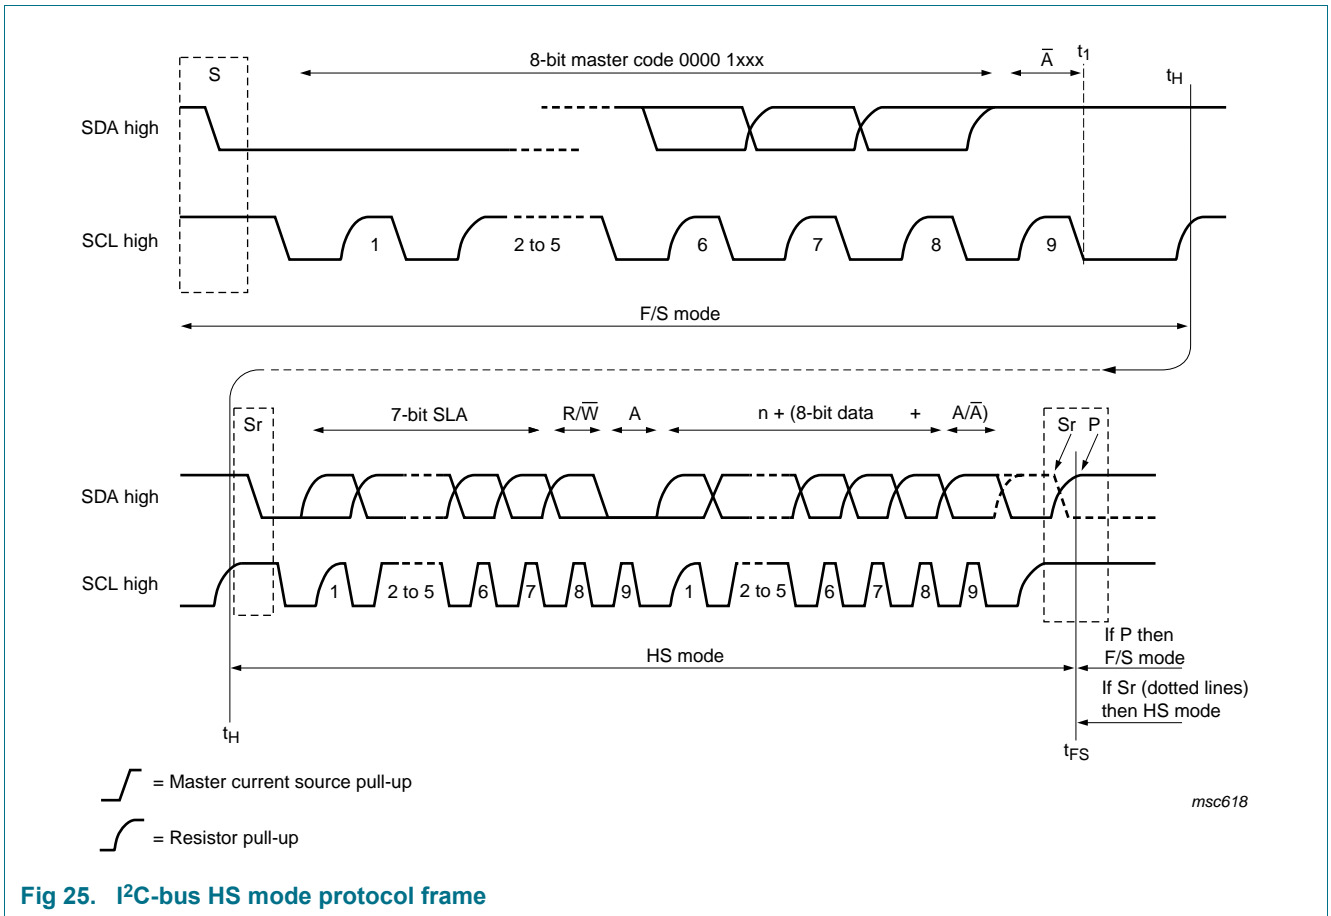 S
8-bit master code 0000 1xxx
A̅
t1
tH
SDA high
SCL high
1
2 to 5
6
7
8
9
F/S mode
Sr
7-bit SLA
R/W̅
A
n + (8-bit data + A/A̅)
Sr P
SDA high
SCL high
1
2 to 5
6
7
8
9
1
2 to 5
6
7
8
9
If P then
F/S mode
HS mode
If Sr (dotted lines)
then HS mode
tH
tFS
= Master current source pull-up
msc618
= Resistor pull-up
Fig 25. I²C-bus HS mode protocol frame